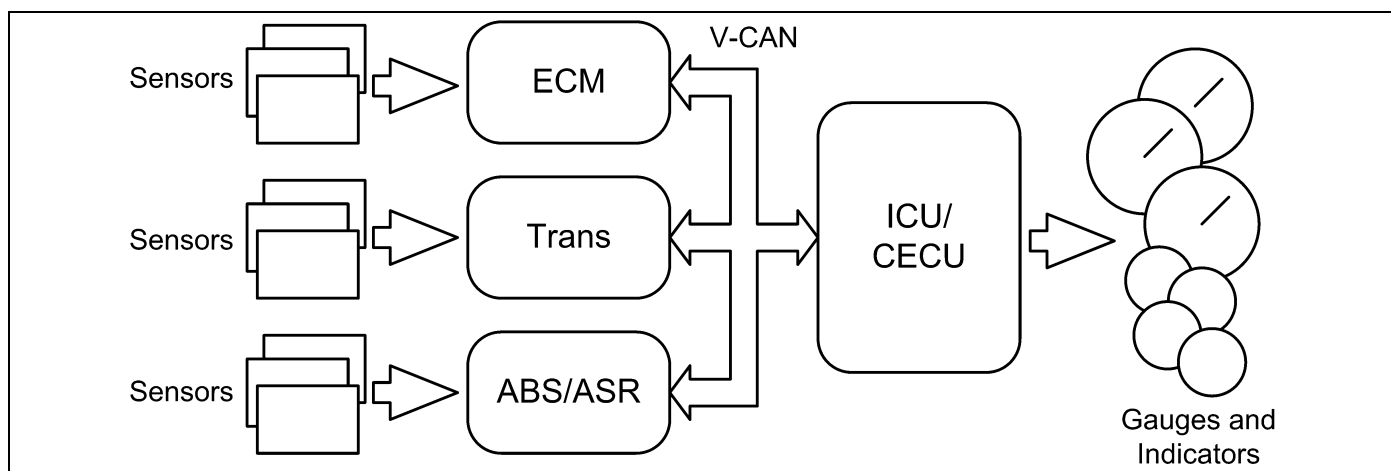 V-CAN
Sensors
ECM
Sensors
Trans
ICU/
CECU
Sensors
ABS/ASR
Gauges and
Indicators